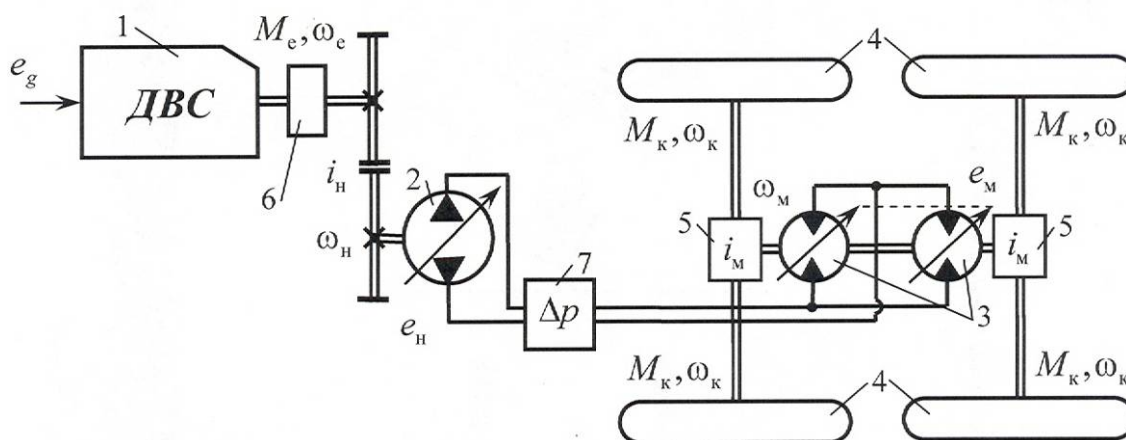 1
M_e, ω_e
e_g
ДВС
6
i_н
2
ω_н
e_н
7
Δp
4
4
M_к, ω_к
M_к, ω_к
ω_м
e_м
5
i_м
i_м
5
3
M_к, ω_к
M_к, ω_к
4